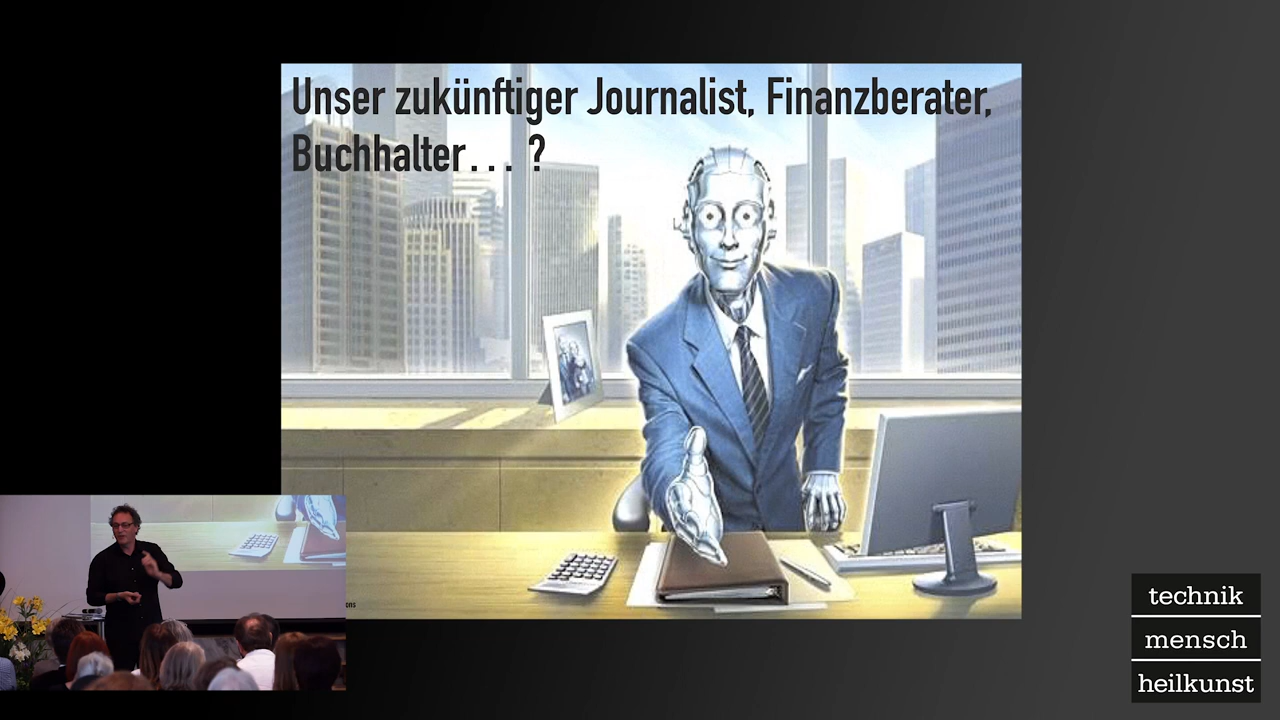 Unser zukünftiger Journalist, Finanzberater,
Buchhalter... ?
technik
mensch
heilkunst